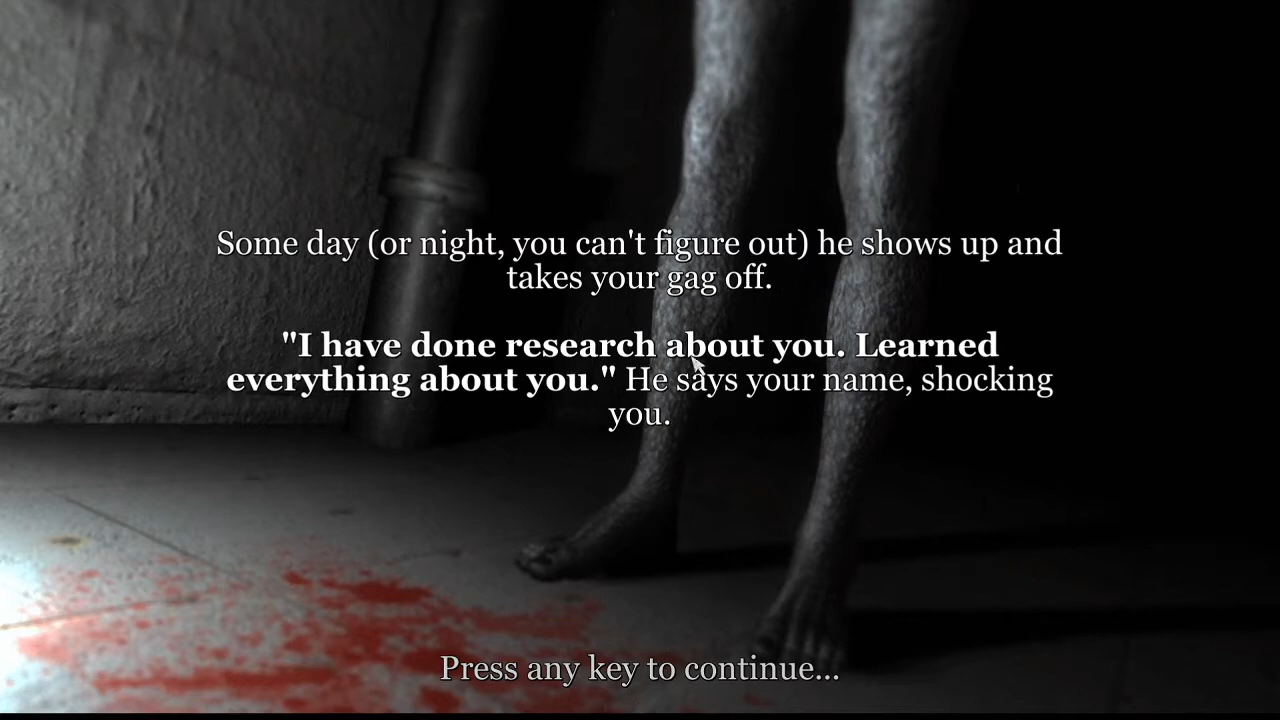 Some day (or night, you can't figure out) he shows up and
takes your gag off.
"I have done research about you. Learned
everything about you." He says your name, shocking
you.
Press any key to continue...